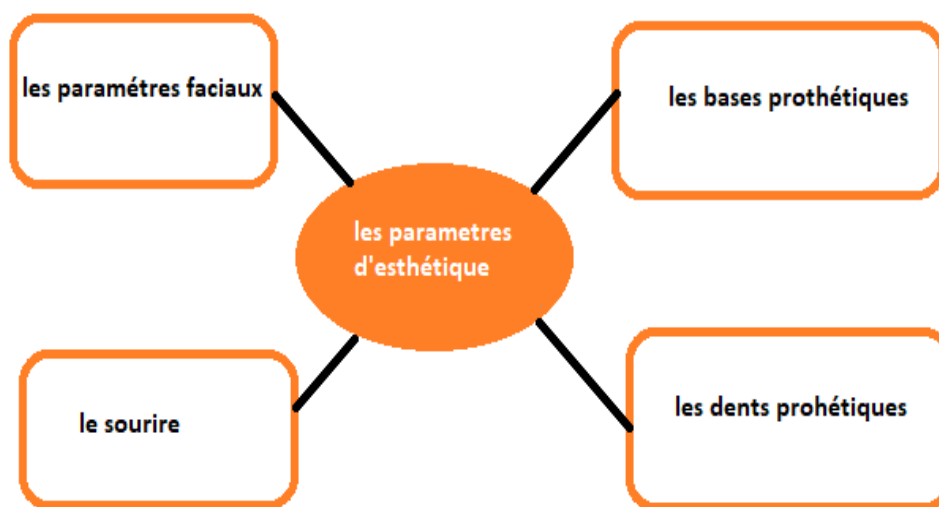 les paramétres faciaux
les bases prothétiques
les parametres
d'esthétique
le sourire
les dents prohétiques